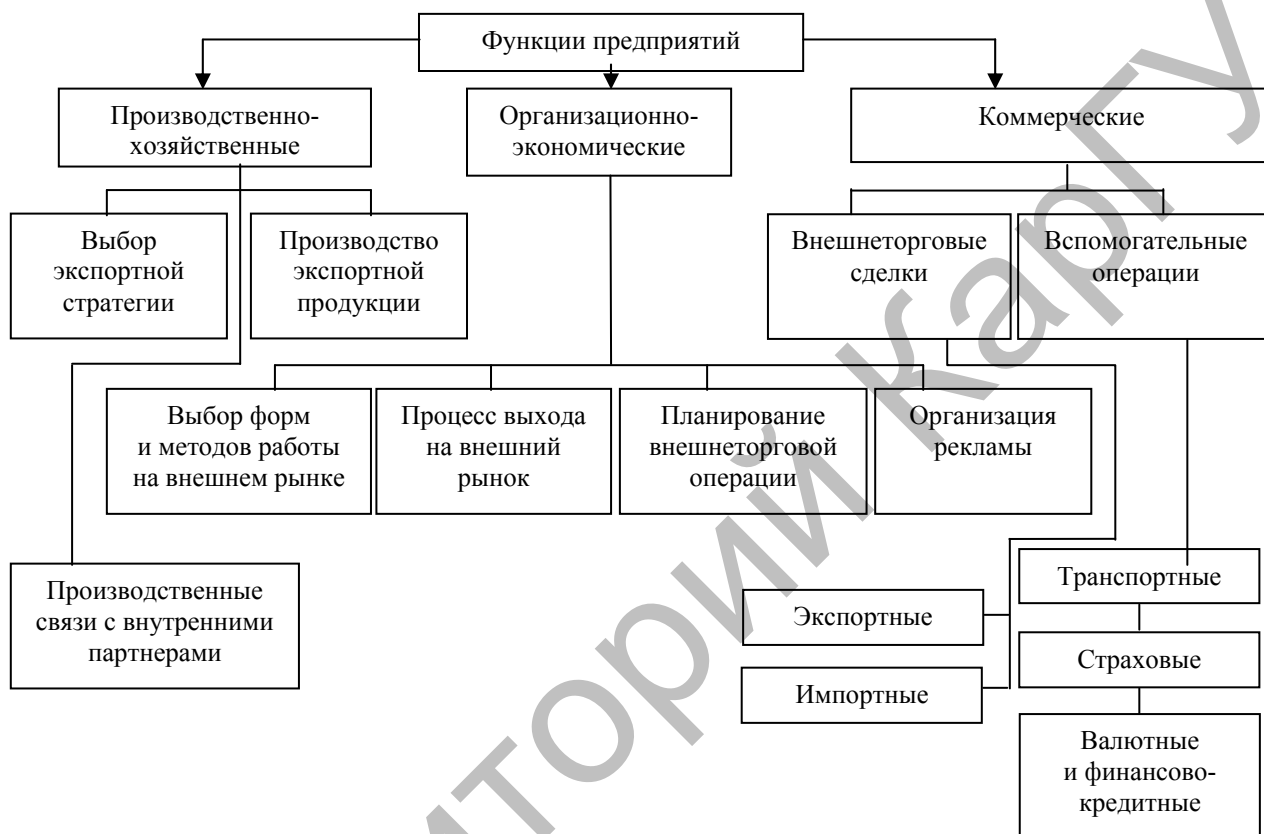 Функции предприятий
Производственно-
хозяйственные
Организационно-
экономические
Коммерческие
Выбор
экспортной
стратегии
Производство
экспортной
продукции
Внешнеторговые
сделки
Вспомогательные
операции
Выбор форм
и методов работы
на внешнем рынке
Процесс выхода
на внешний
рынок
Планирование
внешнеторговой
операции
Организация
рекламы
Производственные
связи с внутренними
партнерами
Экспортные
Импортные
Транспортные
Страховые
Валютные
и финансово-
кредитные
иторий КарГУ